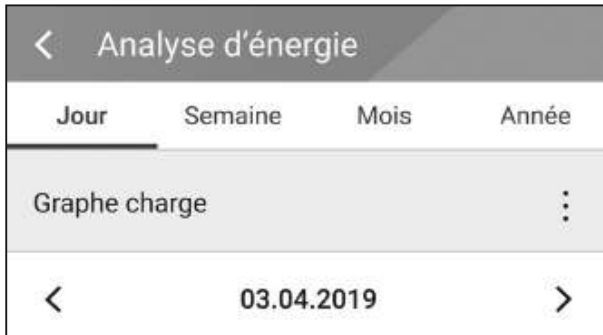 Analyse d'énergie
Jour Semaine Mois Année
Graphe charge
03.04.2019